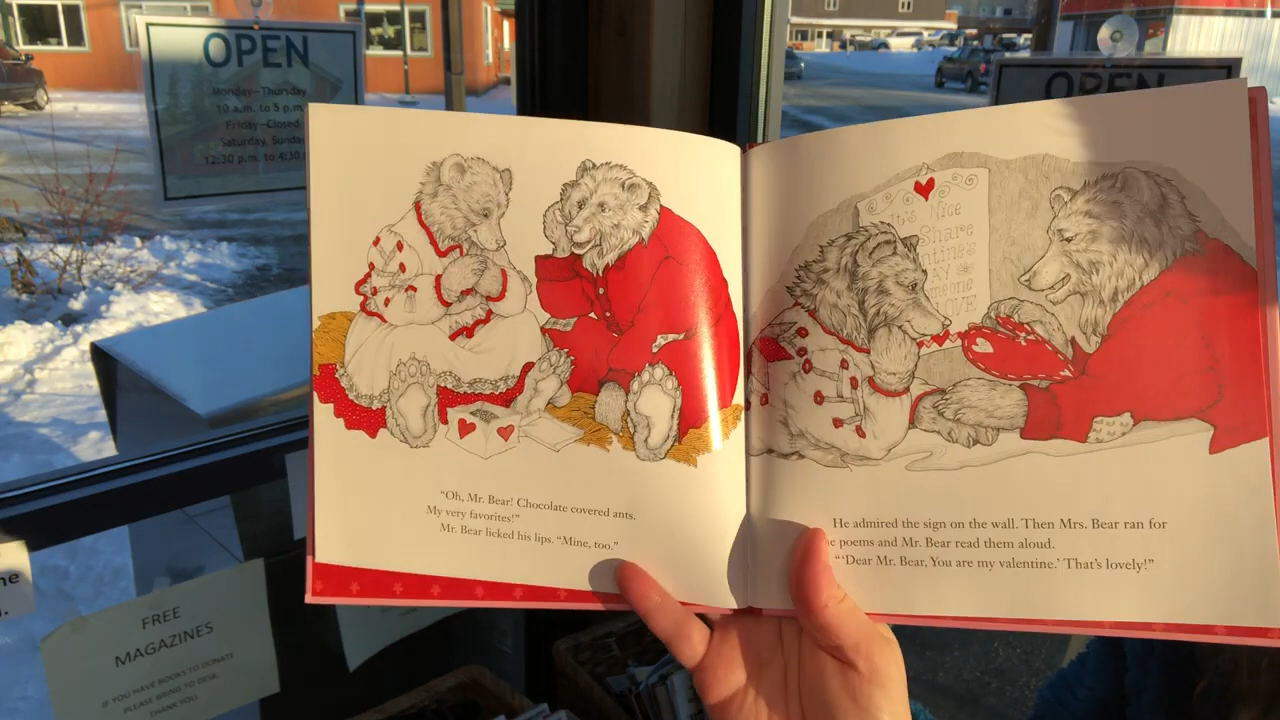 OPEN
Monday—Thursday
10 a.m. to 5 p.m.
Friday—Closed
Saturday, Sunda
12:30 p.m. to 4:30
OPEN
It's Nice
Share
ntine's
meone
OVE
"Oh, Mr. Bear! Chocolate covered ants.
My very favorites!"
Mr. Bear licked his lips. "Mine, too."
He admired the sign on the wall. Then Mrs. Bear ran for
poems and Mr. Bear read them aloud.
"'Dear Mr. Bear, You are my valentine.' That's lovely!"
FREE
MAGAZINES
IF YOU HAVE BOOKS TO DONATE
PLEASE BRING TO DESK.
THANK YOU.